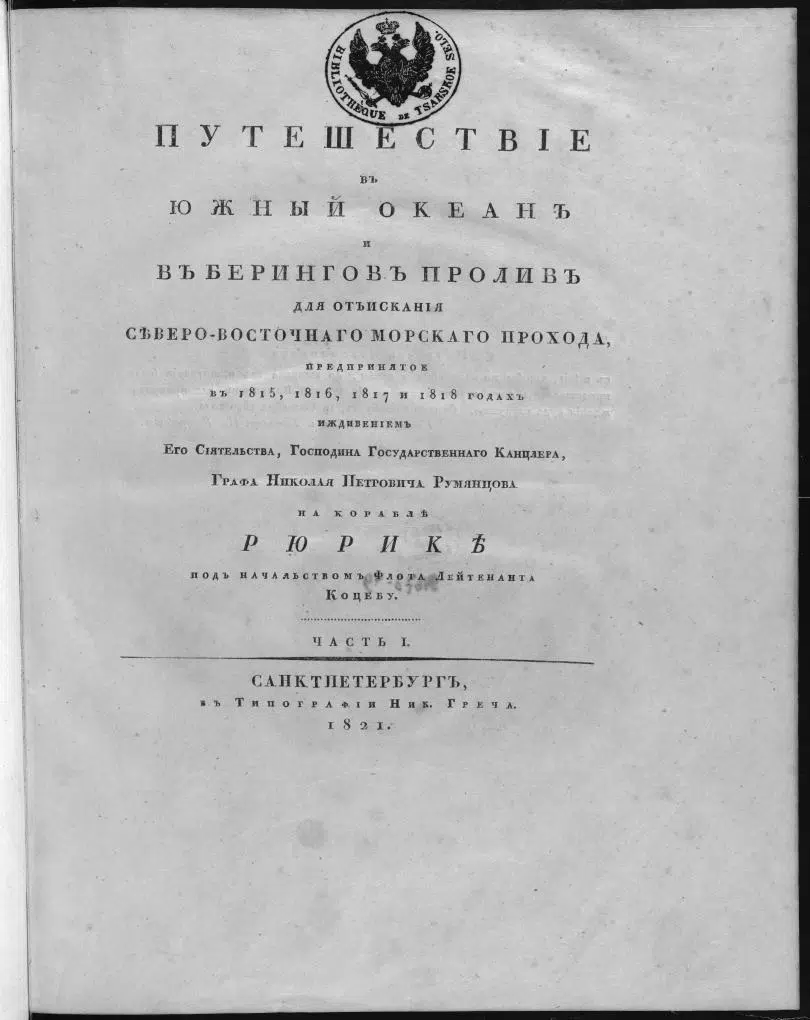 BIBLIOTHÈQUE DE TSARSKOE SELO.
ПУТЕШЕСТВІЕ
ВЪ
ЮЖНЫЙ ОКЕАНЪ
И
ВЪ БЕРИНГОВЪ ПРОЛИВЪ
ДЛЯ ОТЪИСКАНІЯ
СѢВЕРО-ВОСТОЧНАГО МОРСКАГО ПРОХОДА,
ПРЕДПРИНЯТОЕ
ВЪ 1815, 1816, 1817 И 1818 ГОДАХЪ
ИЖДИВЕНІЕМЪ
ЕГО СІЯТЕЛЬСТВА, ГОСПОДИНА ГОСУДАРСТВЕННАГО КАНЦЛЕРА,
ГРАФА НИКОЛАЯ ПЕТРОВИЧА РУМЯНЦОВА
НА КОРАБЛѢ
РЮРИКѢ
ПОДЪ НАЧАЛЬСТВОМЪ ФЛОТА ЛЕЙТЕНАНТА
КОЦЕБУ.
ЧАСТЬ I.
САНКТПЕТЕРБУРГЪ,
ВЪ ТИПОГРАФІИ НИК. ГРЕЧА.
1821.